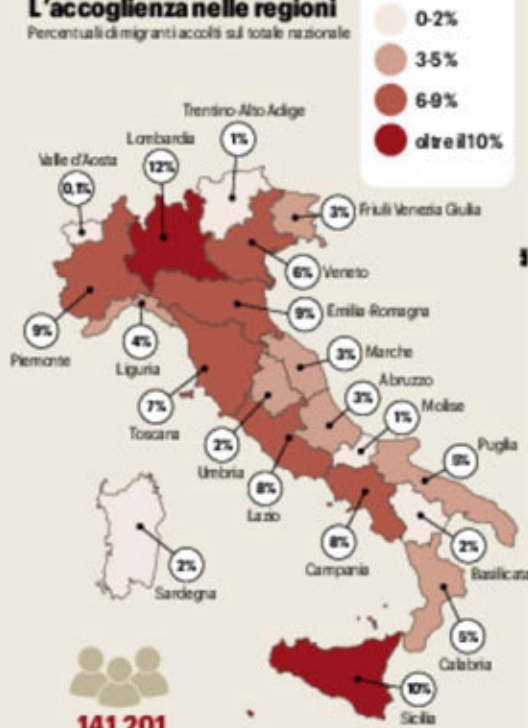 L'accoglienza nelle regioni
Percentuali di migranti accolti sul totale nazionale
0-2%
3-5%
6-9%
oltre il 10%
Trentino-Alto Adige
1%
Lombardia
12%
Valle d'Aosta
0,1%
3%
Friuli Venezia Giulia
6%
Veneto
9%
Emilia-Romagna
9%
Piemonte
4%
Liguria
3%
Marche
Abruzzo
3%
Molise
1%
7%
Toscana
2%
Umbria
8%
Lazio
Puglia
5%
8%
Campania
2%
Basilicata
2%
Sardegna
5%
Calabria
10%
Sicilia
141.201